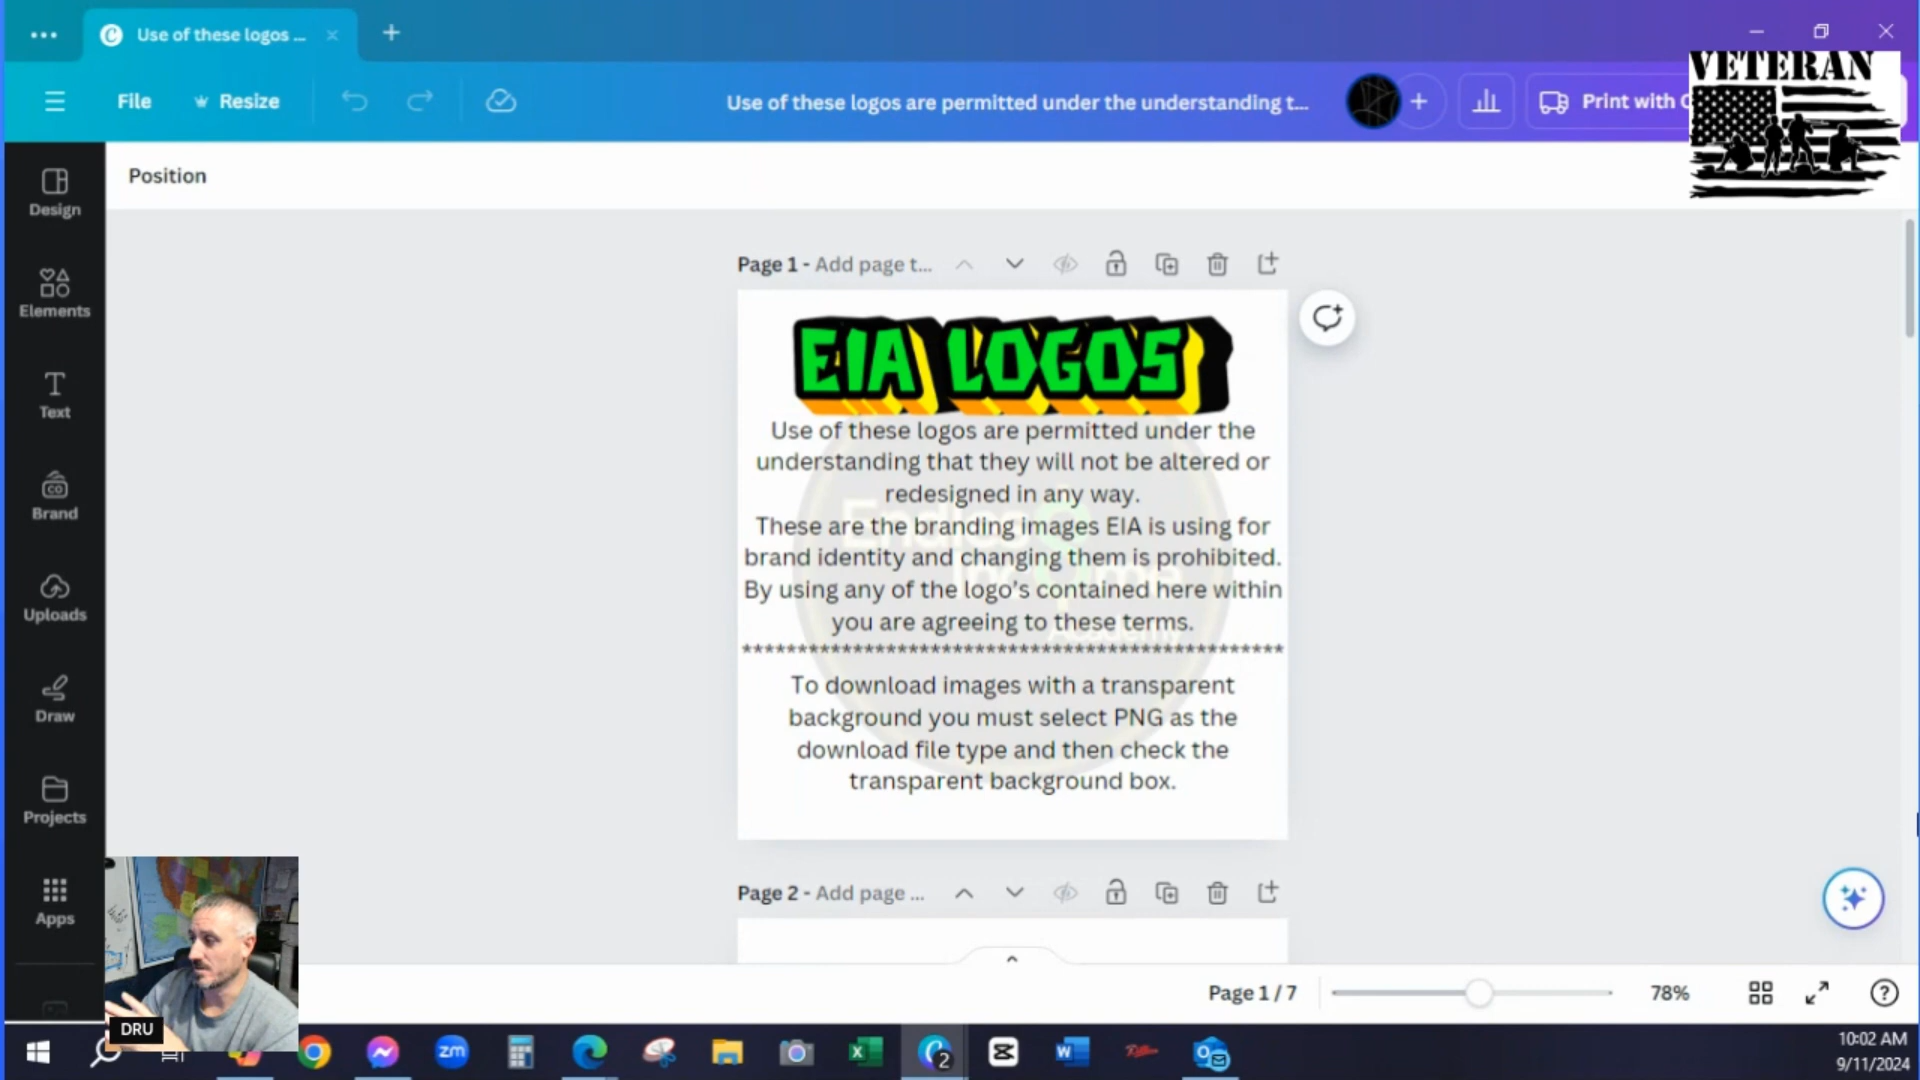 Use of these logos ...
File
Resize
Use of these logos are permitted under the understanding t...
Print with C
VETERAN
Position
Design
Elements
Text
Brand
Uploads
Draw
Projects
Apps
Page 1 - Add page t...
EIA LOGOS
Use of these logos are permitted under the
understanding that they will not be altered or
redesigned in any way.
These are the branding images EIA is using for
brand identity and changing them is prohibited.
By using any of the logo's contained here within
you are agreeing to these terms.
*************************************************
To download images with a transparent
background you must select PNG as the
download file type and then check the
transparent background box.
Endless
Income
Academy
Page 2 - Add page ...
Page 1 / 7
78%
DRU
zm
2
10:02 AM
9/11/2024